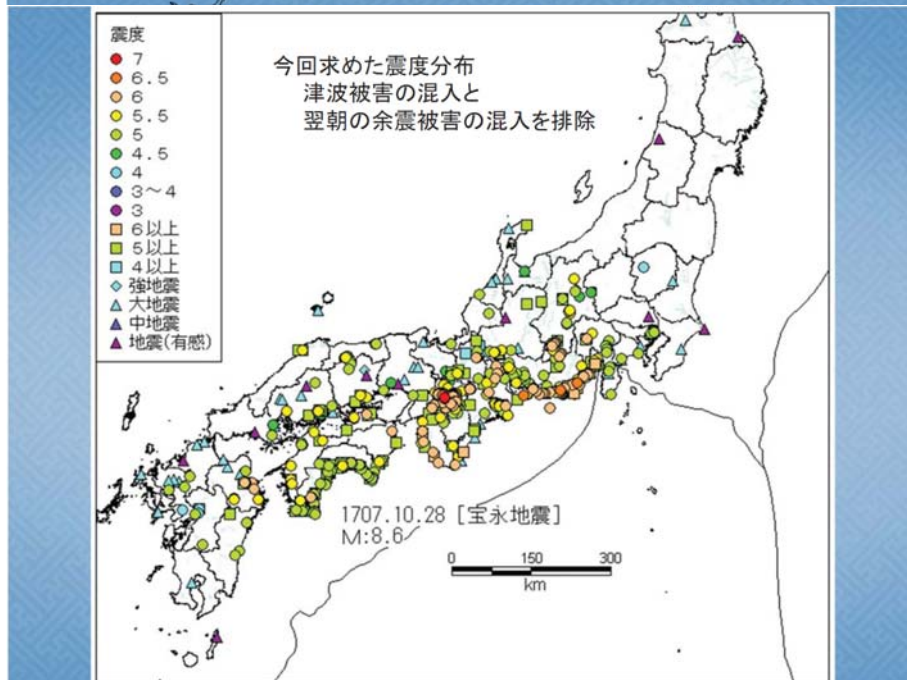 震度
7
6.5
6
5.5
5
4.5
4
3~4
3
6以上
5以上
4以上
強地震
大地震
中地震
地震(有感)
今回求めた震度分布
津波被害の混入と
翌朝の余震被害の混入を排除
1707.10.28 [宝永地震]
M:8.6
0 150 300
km